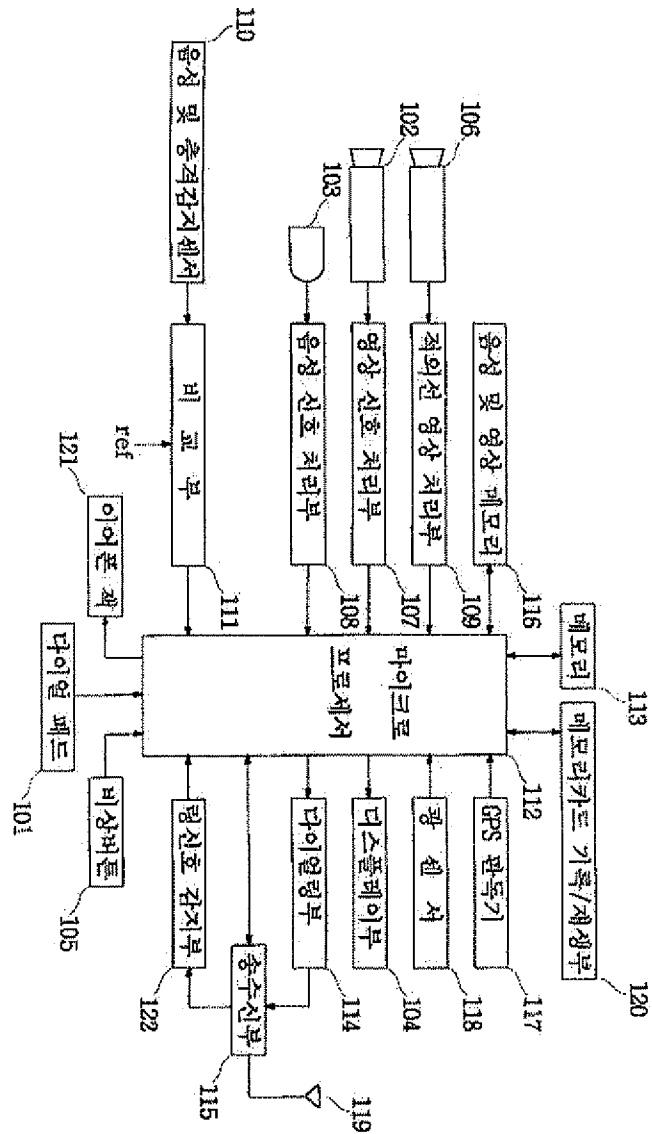 113
120
메모리
메모리카드 기록/재생부
116
112
117
음성 및 영상 메모리
GPS 판독기
106
109
118
적외선 영상 처리부
광 센서
102
107
104
영상 신호 처리부
마이크로
프로세서
디스플레이부
103
108
114
119
음성 신호 처리부
다이얼링부
송수신부
115
110
111
122
음성 및 충격감지센서
비 교 부
링신호 감지부
ref
121
이어폰 잭
다이얼 패드
비상버튼
101
105